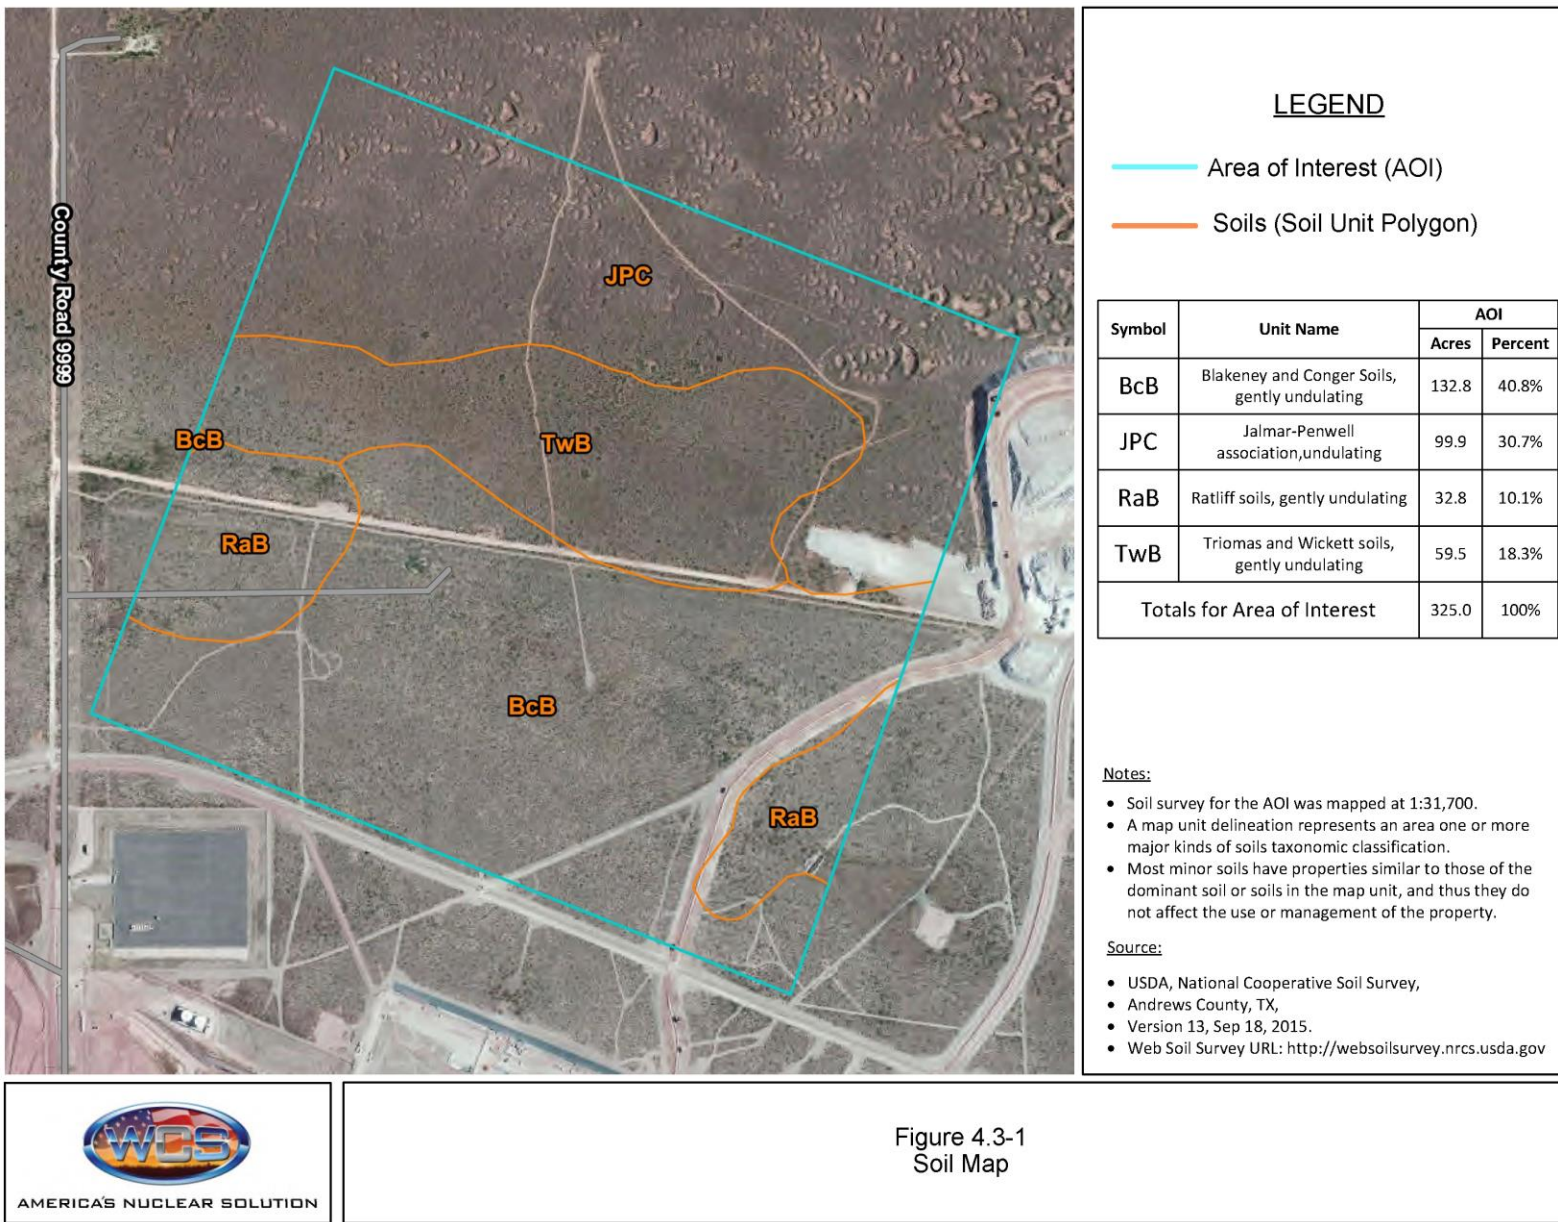 County Road 9999
JPC
BcB
TwB
RaB
BcB
RaB
LEGEND
Area of Interest (AOI)
Soils (Soil Unit Polygon)
Symbol Unit Name AOI
Acres Percent
BcB Blakeney and Conger Soils, gently undulating 132.8 40.8%
JPC Jalmar-Penwell association,undulating 99.9 30.7%
RaB Ratliff soils, gently undulating 32.8 10.1%
TwB Triomas and Wickett soils, gently undulating 59.5 18.3%
Totals for Area of Interest 325.0 100%
Notes:
• Soil survey for the AOI was mapped at 1:31,700.
• A map unit delineation represents an area one or more
major kinds of soils taxonomic classification.
• Most minor soils have properties similar to those of the
dominant soil or soils in the map unit, and thus they do
not affect the use or management of the property.
Source:
• USDA, National Cooperative Soil Survey,
• Andrews County, TX,
• Version 13, Sep 18, 2015.
• Web Soil Survey URL: http://websoilsurvey.nrcs.usda.gov
WCS
AMERICA'S NUCLEAR SOLUTION
Figure 4.3-1
Soil Map